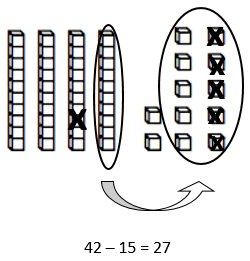 42 – 15 = 27